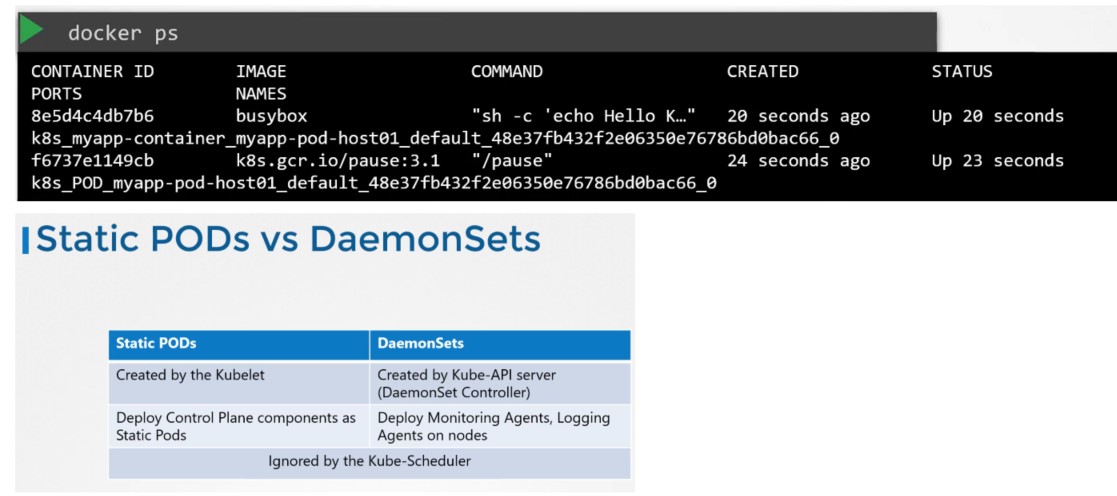 docker ps
CONTAINER ID IMAGE COMMAND CREATED STATUS
PORTS NAMES
8e5d4c4db7b6 busybox "sh -c 'echo Hello K…" 20 seconds ago Up 20 seconds
k8s_myapp-container_myapp-pod-host01_default_48e37fb432f2e06350e76786bd0bac66_0
f6737e1149cb k8s.gcr.io/pause:3.1 "/pause" 24 seconds ago Up 23 seconds
k8s_POD_myapp-pod-host01_default_48e37fb432f2e06350e76786bd0bac66_0
Static PODs vs DaemonSets
Static PODs DaemonSets
Created by the Kubelet Created by Kube-API server
(DaemonSet Controller)
Deploy Control Plane components as Deploy Monitoring Agents, Logging
Static Pods Agents on nodes
Ignored by the Kube-Scheduler